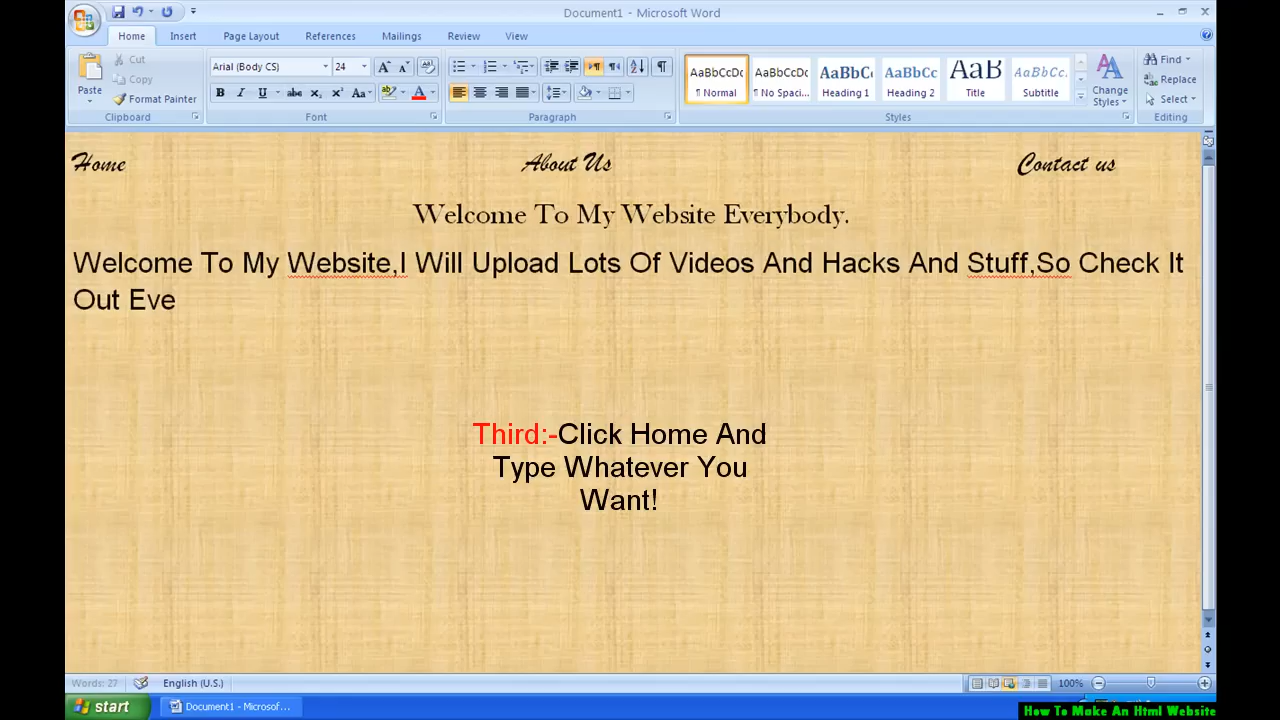 Document1 - Microsoft Word
Home Insert Page Layout References Mailings Review View
Cut
Copy
Format Painter
Paste
Clipboard
Arial (Body CS) 24
B I U abc X₂ X² Aa A
Font
Paragraph
AaBbCcDc AaBbCcDc AaBbC AaBbCc AaB AaBbCc.
¶ Normal ¶ No Spaci... Heading 1 Heading 2 Title Subtitle
Change Styles
Styles
Find
Replace
Select
Editing
Home About Us Contact us
Welcome To My Website Everybody.
Welcome To My Website,I Will Upload Lots Of Videos And Hacks And Stuff,So Check It
Out Eve
Third:-Click Home And
Type Whatever You
Want!
Words: 27 English (U.S.) 100%
start Document1 - Microsof...
How To Make An Html Website